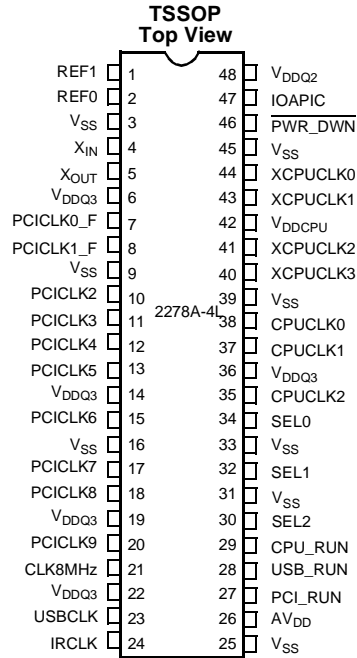 TSSOP
Top View
REF1 1 48 VDDQ2
REF0 2 47 IOAPIC
VSS 3 46 PWR_DWN
XIN 4 45 VSS
XOUT 5 44 XCPUCLK0
VDDQ3 6 43 XCPUCLK1
PCICLK0_F 7 42 VDDCPU
PCICLK1_F 8 41 XCPUCLK2
VSS 9 40 XCPUCLK3
PCICLK2 10 39 VSS
2278A-4L
PCICLK3 11 38 CPUCLK0
PCICLK4 12 37 CPUCLK1
PCICLK5 13 36 VDDQ3
VDDQ3 14 35 CPUCLK2
PCICLK6 15 34 SEL0
VSS 16 33 VSS
PCICLK7 17 32 SEL1
PCICLK8 18 31 VSS
VDDQ3 19 30 SEL2
PCICLK9 20 29 CPU_RUN
CLK8MHz 21 28 USB_RUN
VDDQ3 22 27 PCI_RUN
USBCLK 23 26 AVDD
IRCLK 24 25 VSS